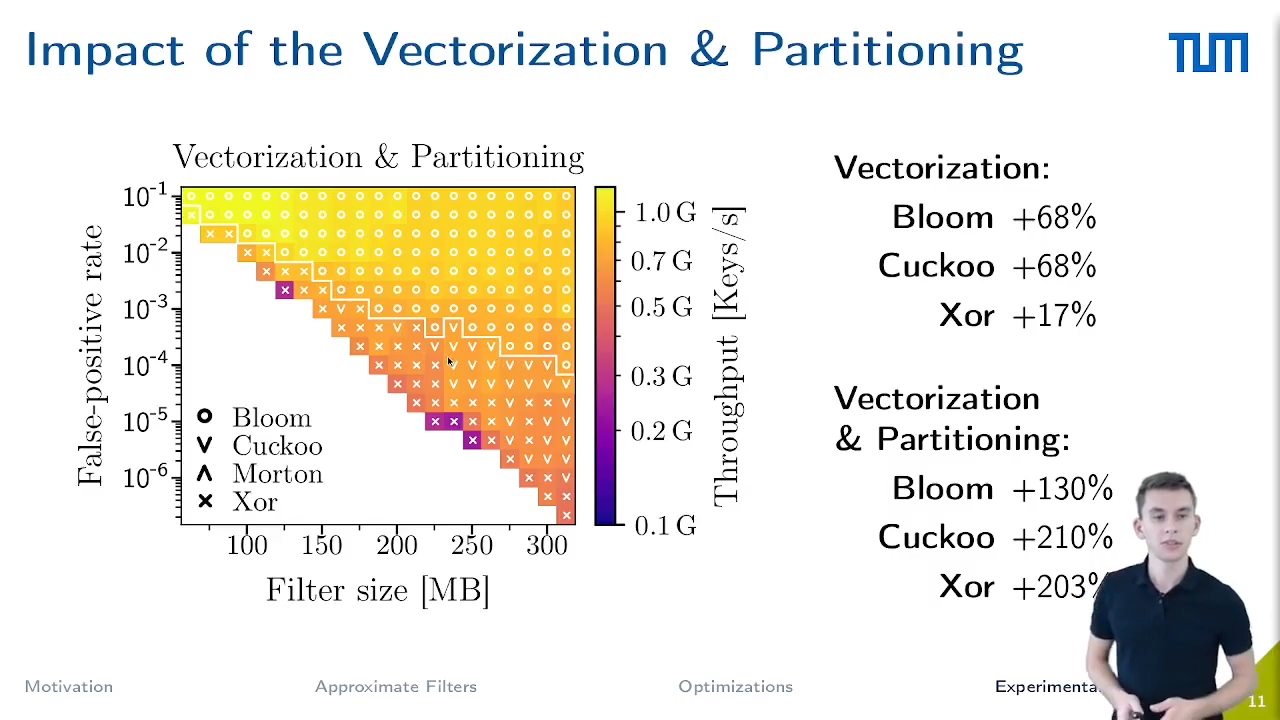 Impact of the Vectorization & Partitioning
TUM
Vectorization & Partitioning
10⁻¹
10⁻²
10⁻³
10⁻⁴
10⁻⁵
10⁻⁶
False-positive rate
Bloom
Cuckoo
Morton
Xor
100 150 200 250 300
Filter size [MB]
1.0 G
0.7 G
0.5 G
0.3 G
0.2 G
0.1 G
Throughput [Keys/s]
Vectorization:
Bloom +68%
Cuckoo +68%
Xor +17%
Vectorization
& Partitioning:
Bloom +130%
Cuckoo +210%
Xor +203%
Motivation Approximate Filters Optimizations
11